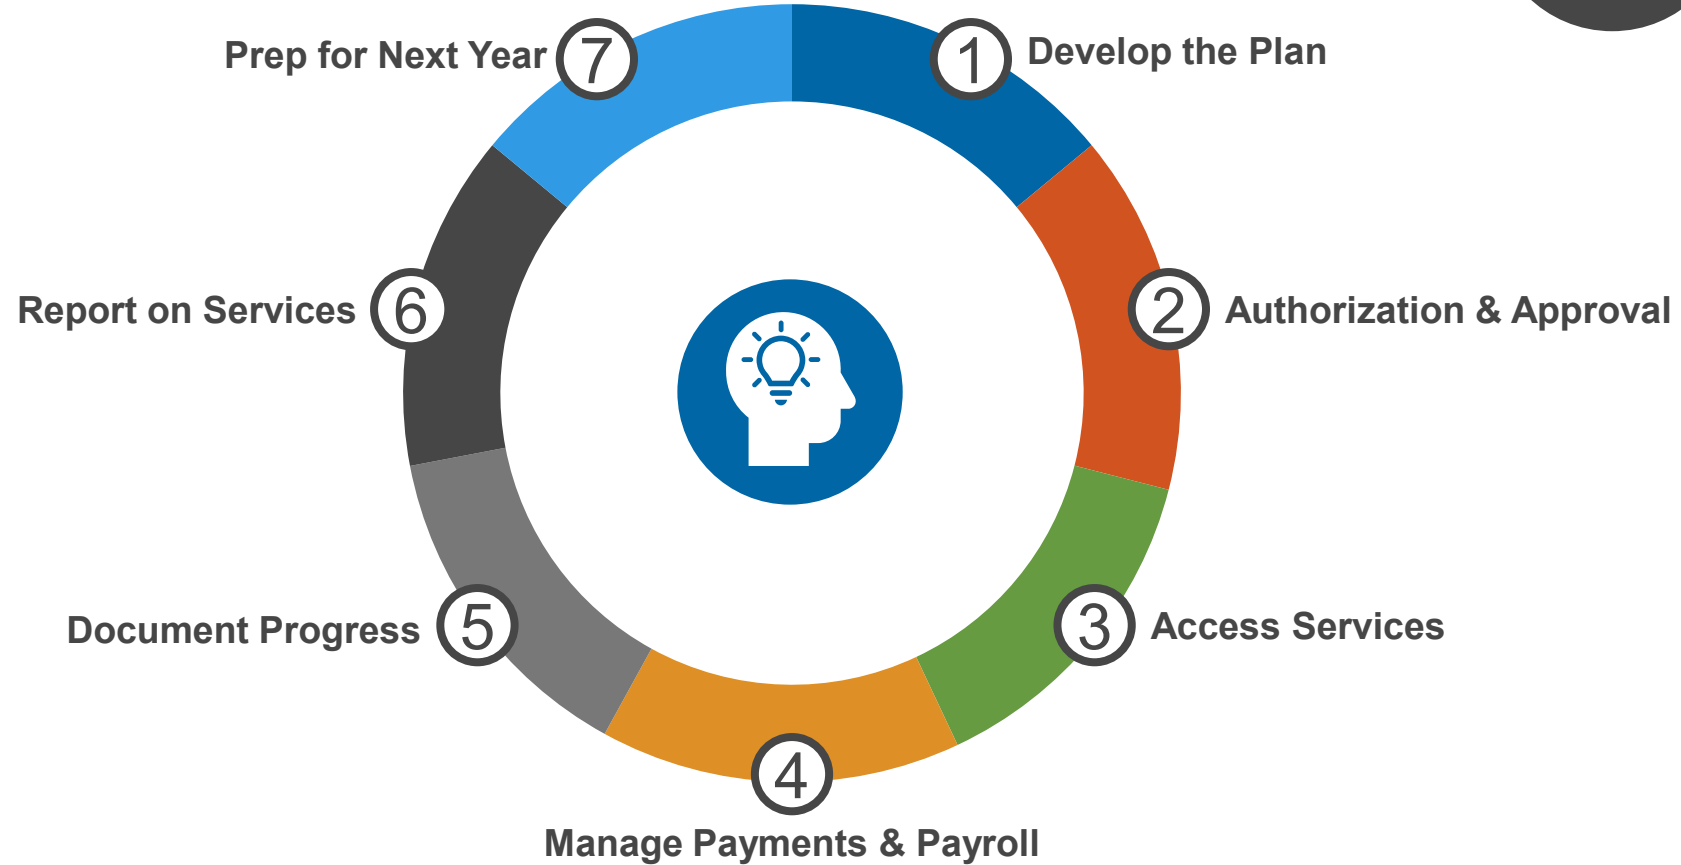 1 Develop the Plan
2 Authorization & Approval
3 Access Services
4
Manage Payments & Payroll
Document Progress 5
Report on Services 6
Prep for Next Year 7